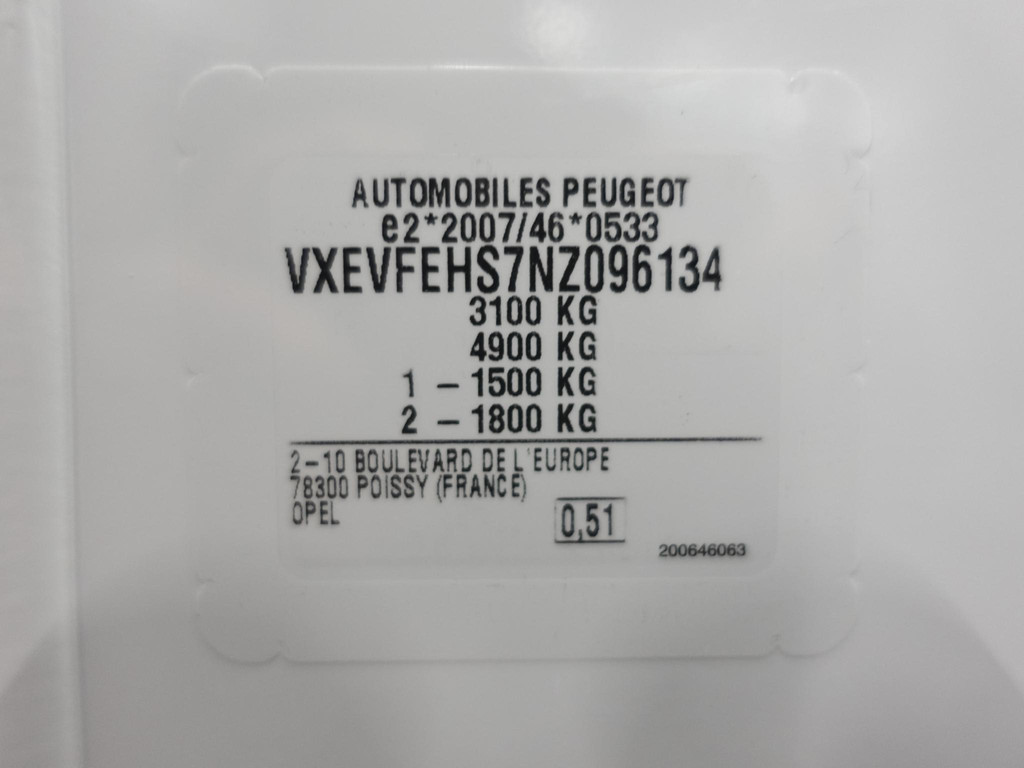 AUTOMOBILES PEUGEOT
e2*2007/46*0533
VXEVFEHS7NZ096134
3100 KG
4900 KG
1 – 1500 KG
2 – 1800 KG
2–10 BOULEVARD DE L'EUROPE
78300 POISSY (FRANCE)
OPEL
0,51
200646063